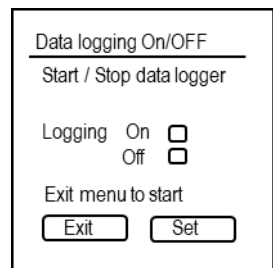 Data logging On/OFF
Start / Stop data logger
Logging On
Off
Exit menu to start
Exit Set